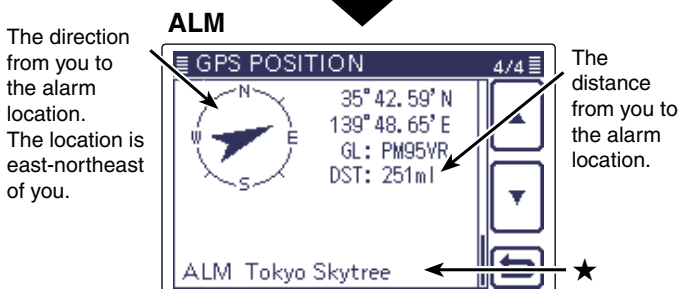 ALM
The direction
from you to
the alarm
location.
The location is
east-northeast
of you.
GPS POSITION
4/4
N
W
E
S
35°42.59’N
139°48.65’E
GL: PM95VR
DST: 251ml
ALM Tokyo Skytree
The
distance
from you to
the alarm
location.
★